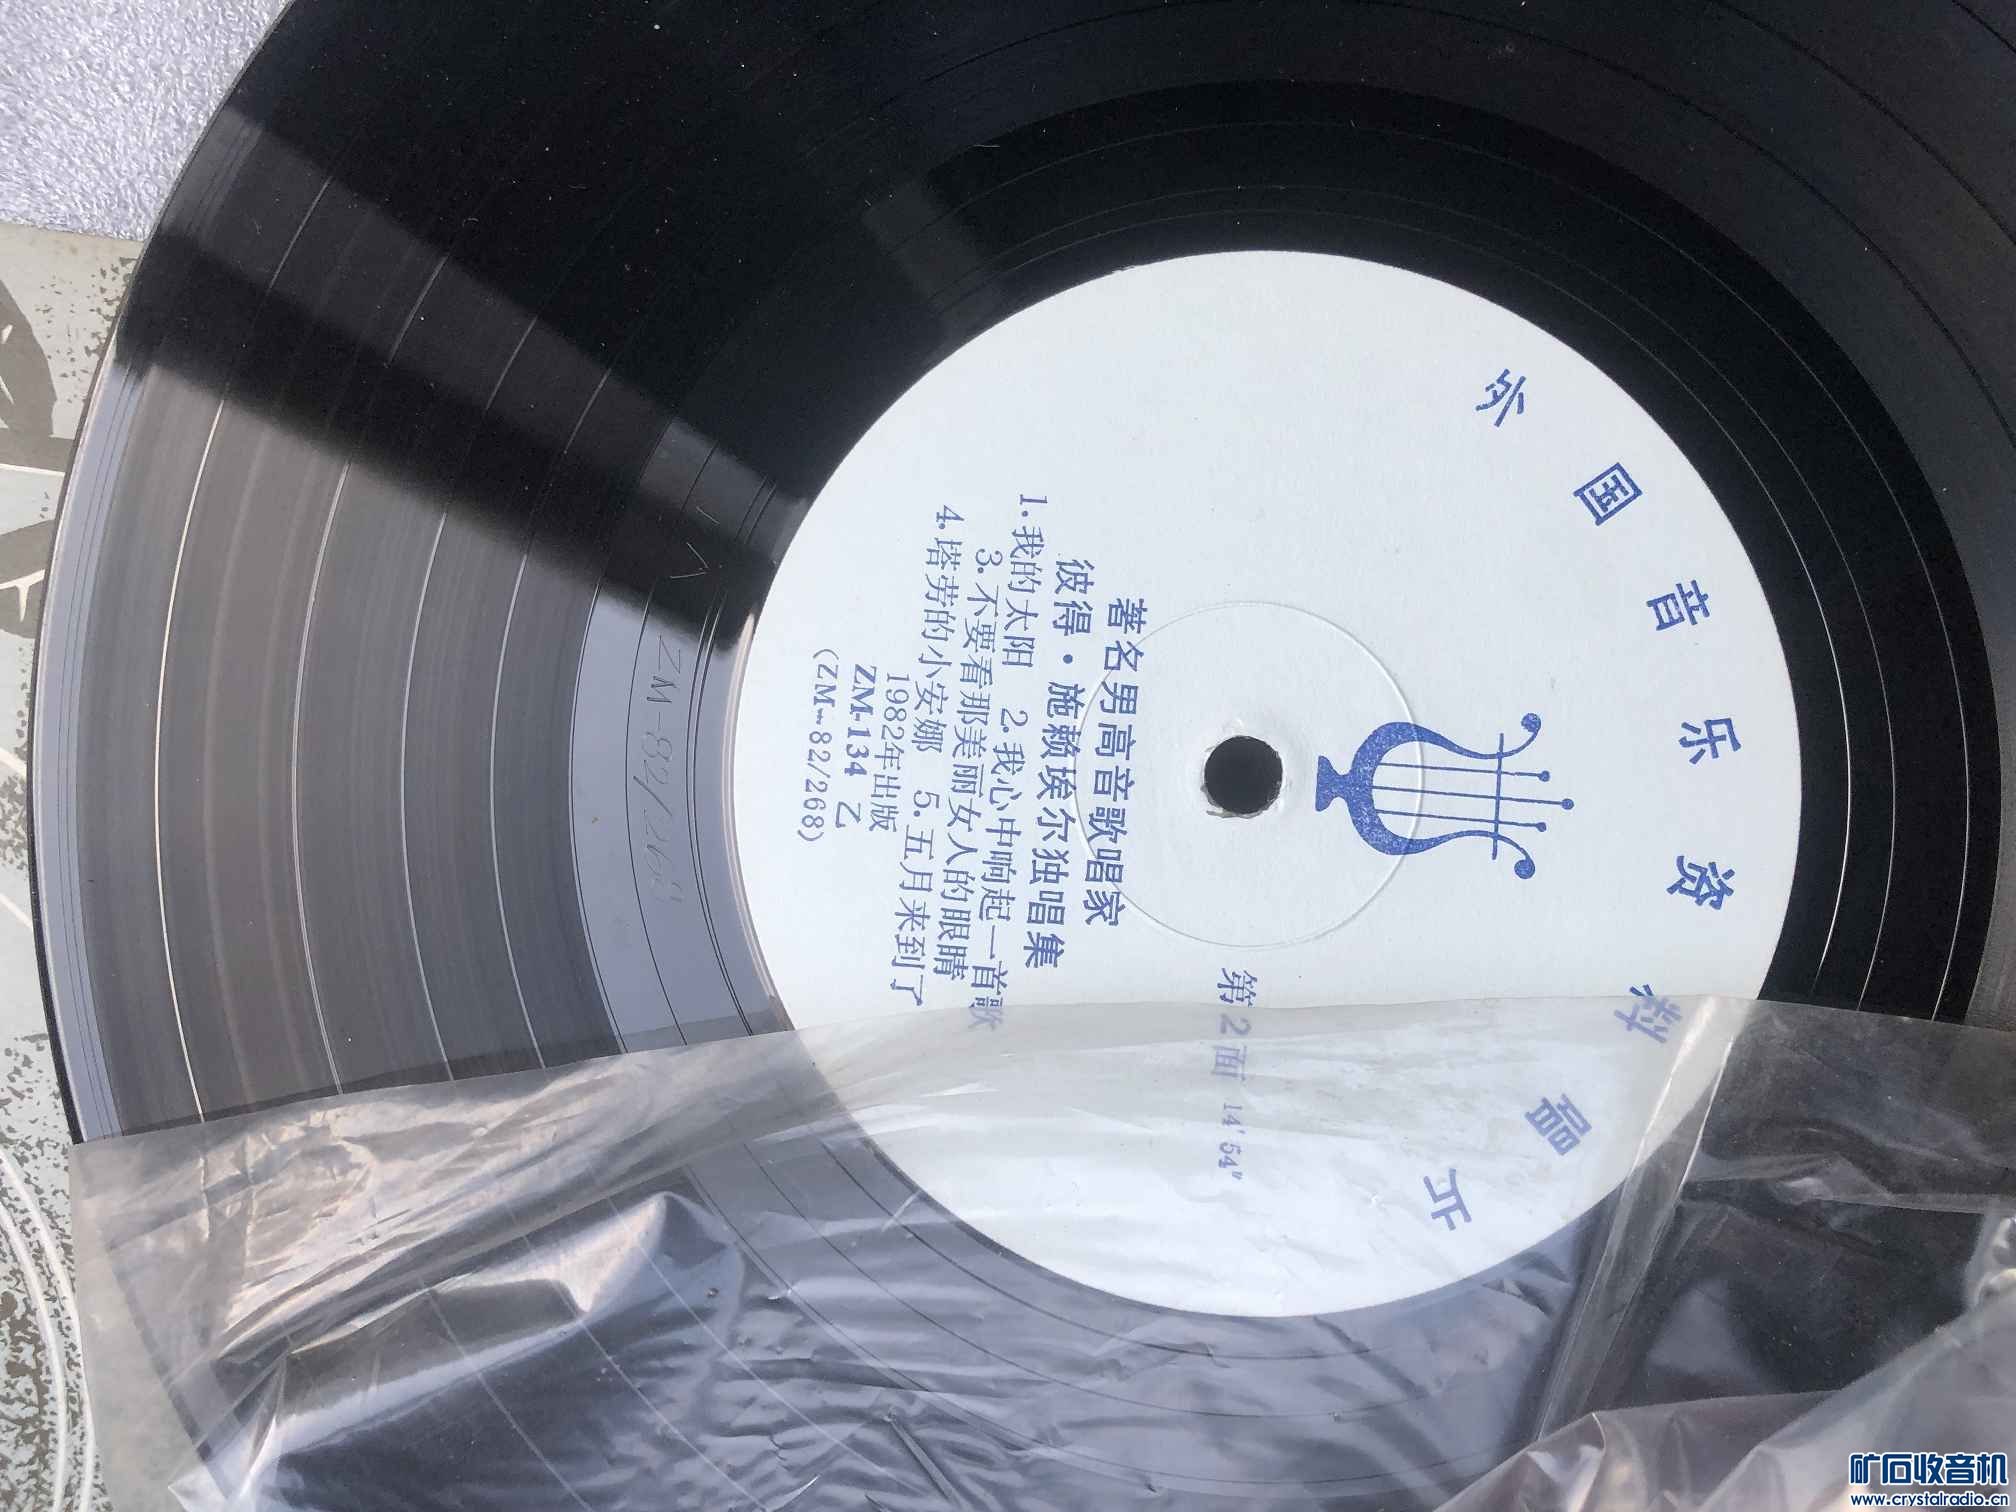 外国音乐资料唱片
第2面 14′54″
著名男高音歌唱家
彼得·施赖埃尔独唱集
1.我的太阳 2.我心中响起一首歌
3.不要看那美丽女人的眼睛
4.塔劳的小安娜 5.五月来到了
1982年出版
ZM-134 乙
(ZM-82/268)
ZM-82/268
矿石收音机
www.crystalradio.cn